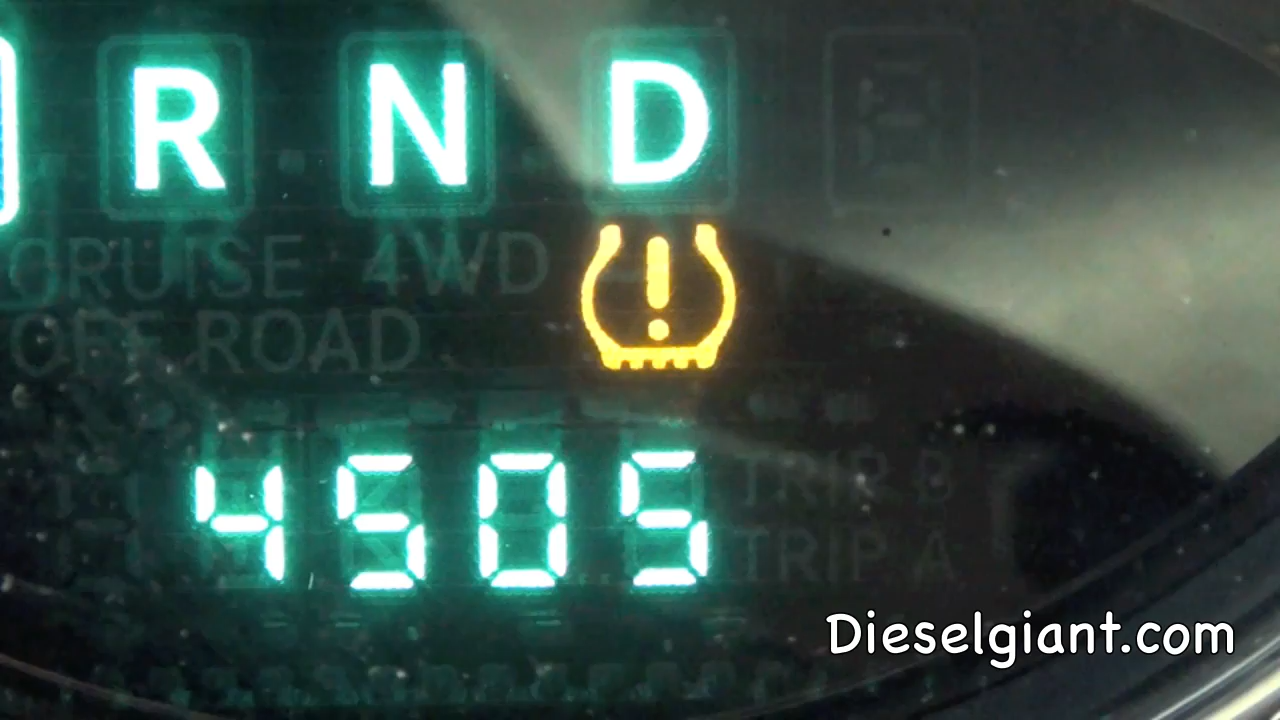 R N D
CRUISE 4WD
OFF ROAD
4505
TRIP B
TRIP A
Dieselgiant.com